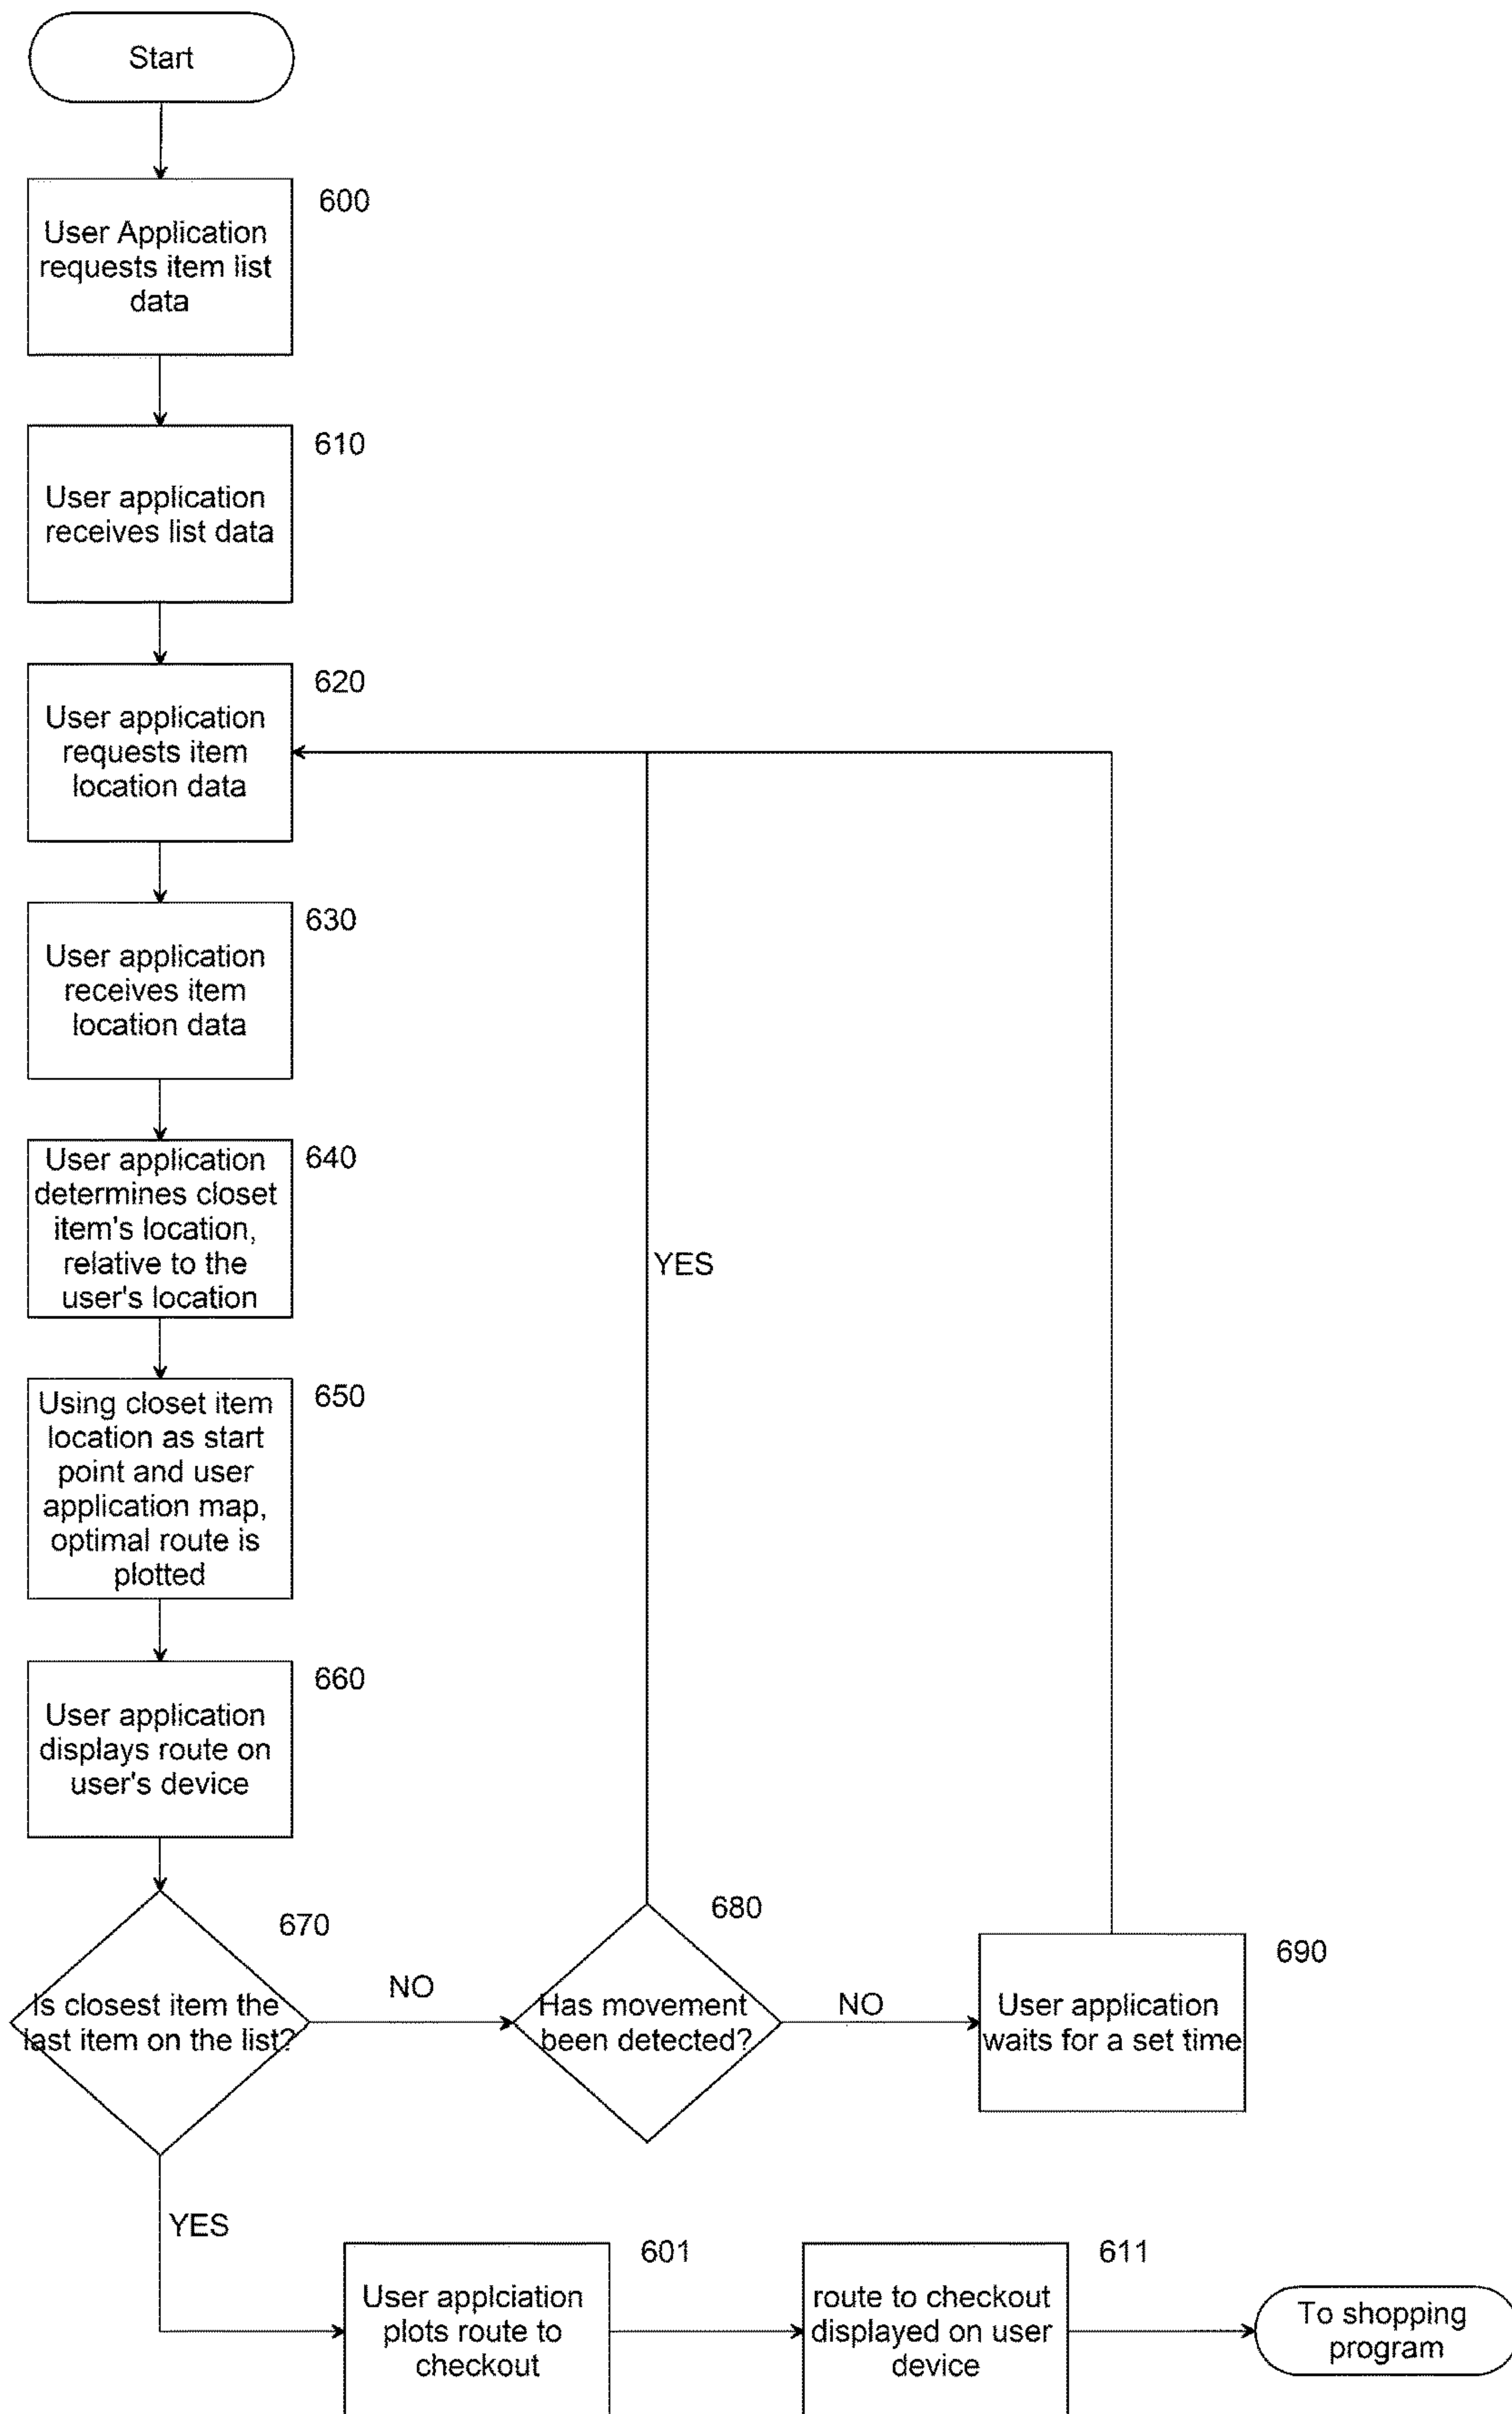 Start
600
User Application
requests item list
data
610
User application
receives list data
620
User application
requests item
location data
630
User application
receives item
location data
640
User application
determines closet
item's location,
relative to the
user's location
YES
650
Using closet item
location as start
point and user
application map,
optimal route is
plotted
660
User application
displays route on
user's device
670
Is closest item the
last item on the list?
NO
680
Has movement
been detected?
NO
690
User application
waits for a set time
YES
601
User applciation
plots route to
checkout
611
route to checkout
displayed on user
device
To shopping
program